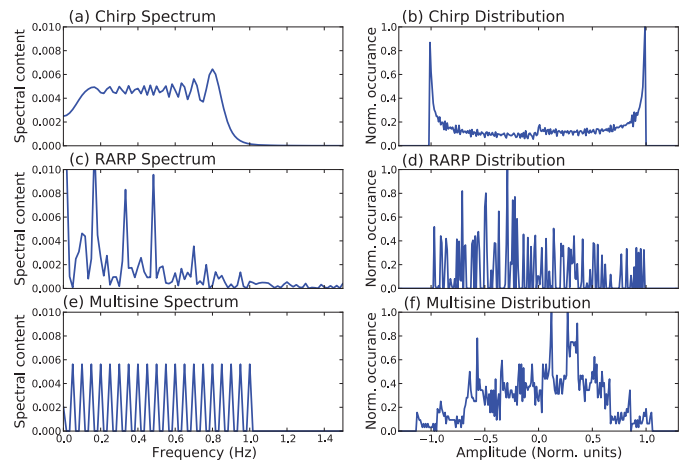 (a) Chirp Spectrum
0.010
0.008
0.006
0.004
0.002
0.000
Spectral content
(b) Chirp Distribution
1.0
0.8
0.6
0.4
0.2
0.0
Norm. occurance
(c) RARP Spectrum
0.010
0.008
0.006
0.004
0.002
0.000
Spectral content
(d) RARP Distribution
1.0
0.8
0.6
0.4
0.2
0.0
Norm. occurance
(e) Multisine Spectrum
0.010
0.008
0.006
0.004
0.002
0.000
Spectral content
0.0 0.2 0.4 0.6 0.8 1.0 1.2 1.4
Frequency (Hz)
(f) Multisine Distribution
1.0
0.8
0.6
0.4
0.2
0.0
Norm. occurance
−1.0 −0.5 0.0 0.5 1.0
Amplitude (Norm. units)